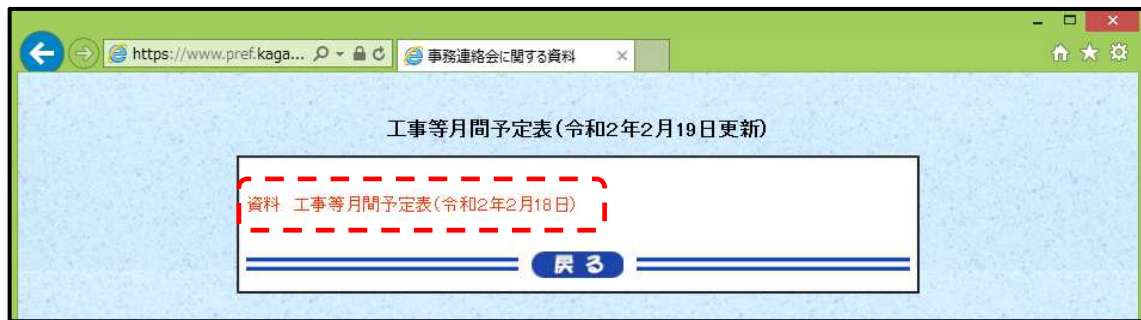 https://www.pref.kaga...
事務連絡会に関する資料
工事等月間予定表(令和2年2月19日更新)
資料 工事等月間予定表(令和2年2月18日)
戻る